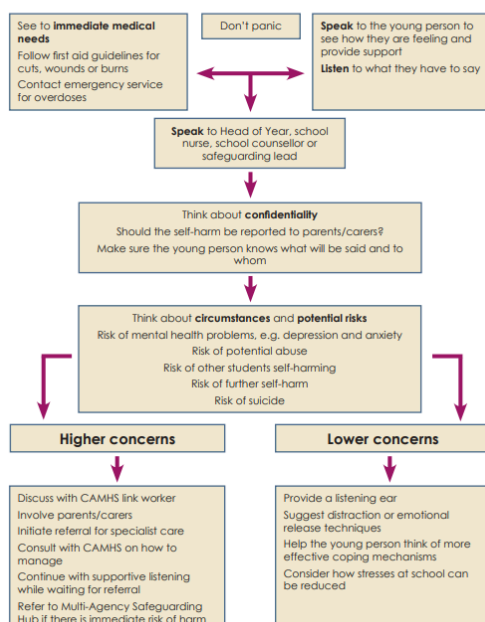 See to immediate medical
needs
Follow first aid guidelines for
cuts, wounds or burns
Contact emergency service
for overdoses
Don't panic
Speak to the young person to
see how they are feeling and
provide support
Listen to what they have to say
Speak to Head of Year, school
nurse, school counsellor or
safeguarding lead
Think about confidentiality
Should the self-harm be reported to parents/carers?
Make sure the young person knows what will be said and to
whom
Think about circumstances and potential risks
Risk of mental health problems, e.g. depression and anxiety
Risk of potential abuse
Risk of other students self-harming
Risk of further self-harm
Risk of suicide
Higher concerns
Discuss with CAMHS link worker
Involve parents/carers
Initiate referral for specialist care
Consult with CAMHS on how to
manage
Continue with supportive listening
while waiting for referral
Refer to Multi-Agency Safeguarding
Hub if there is immediate risk of harm
Lower concerns
Provide a listening ear
Suggest distraction or emotional
release techniques
Help the young person think of more
effective coping mechanisms
Consider how stresses at school can
be reduced